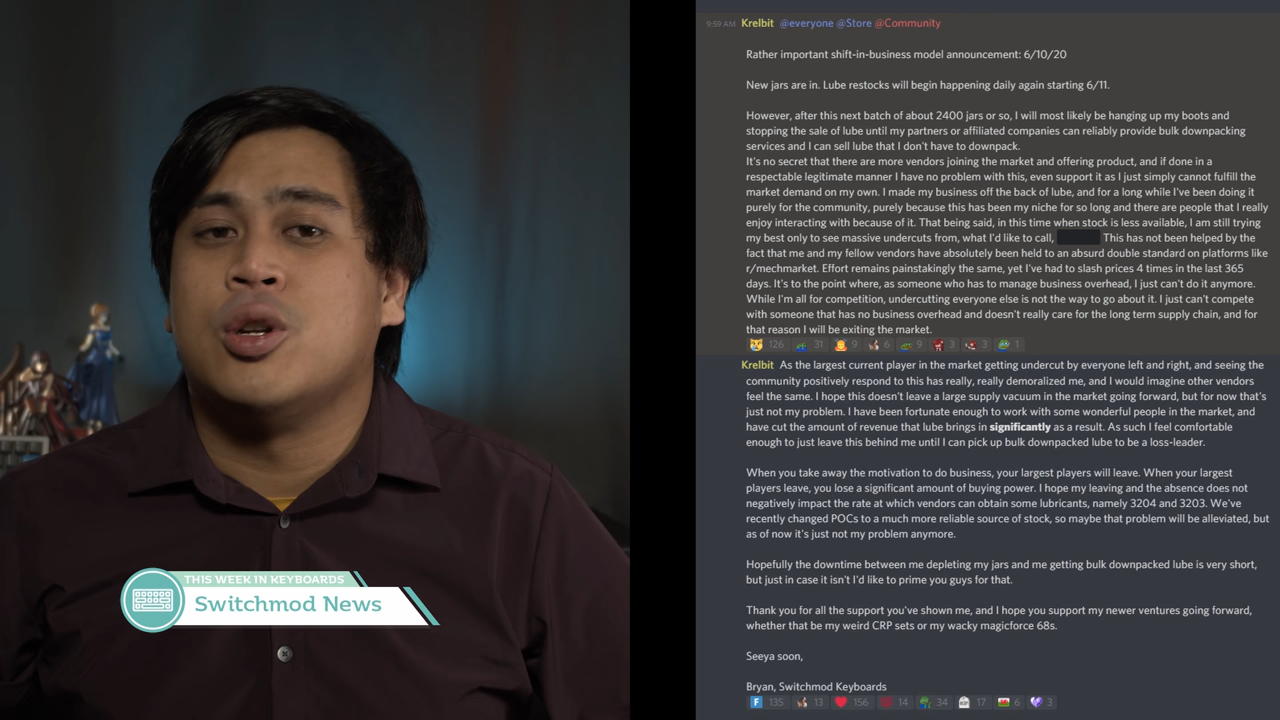 THIS WEEK IN KEYBOARDS
Switchmod News
9:59 AM Krelbit @everyone @Store @Community
Rather important shift-in-business model announcement: 6/10/20
New jars are in. Lube restocks will begin happening daily again starting 6/11.
However, after this next batch of about 2400 jars or so, I will most likely be hanging up my boots and
stopping the sale of lube until my partners or affiliated companies can reliably provide bulk downpacking
services and I can sell lube that I don't have to downpack.
It's no secret that there are more vendors joining the market and offering product, and if done in a
respectable legitimate manner I have no problem with this, even support it as I just simply cannot fulfill the
market demand on my own. I made my business off the back of lube, and for a long while I've been doing it
purely for the community, purely because this has been my niche for so long and there are people that I really
enjoy interacting with because of it. That being said, in this time when stock is less available, I am still trying
my best only to see massive undercuts from, what I'd like to call, This has not been helped by the
fact that me and my fellow vendors have absolutely been held to an absurd double standard on platforms like
r/mechmarket. Effort remains painstakingly the same, yet I've had to slash prices 4 times in the last 365
days. It's to the point where, as someone who has to manage business overhead, I just can't do it anymore.
While I'm all for competition, undercutting everyone else is not the way to go about it. I just can't compete
with someone that has no business overhead and doesn't really care for the long term supply chain, and for
that reason I will be exiting the market.
126 31 9 6 9 3 3 1
Krelbit As the largest current player in the market getting undercut by everyone left and right, and seeing the
community positively respond to this has really, really demoralized me, and I would imagine other vendors
feel the same. I hope this doesn't leave a large supply vacuum in the market going forward, but for now that's
just not my problem. I have been fortunate enough to work with some wonderful people in the market, and
have cut the amount of revenue that lube brings in significantly as a result. As such I feel comfortable
enough to just leave this behind me until I can pick up bulk downpacked lube to be a loss-leader.
When you take away the motivation to do business, your largest players will leave. When your largest
players leave, you lose a significant amount of buying power. I hope my leaving and the absence does not
negatively impact the rate at which vendors can obtain some lubricants, namely 3204 and 3203. We've
recently changed POCs to a much more reliable source of stock, so maybe that problem will be alleviated, but
as of now it's just not my problem anymore.
Hopefully the downtime between me depleting my jars and me getting bulk downpacked lube is very short,
but just in case it isn't I'd like to prime you guys for that.
Thank you for all the support you've shown me, and I hope you support my newer ventures going forward,
whether that be my weird CRP sets or my wacky magicforce 68s.
Seeya soon,
Bryan, Switchmod Keyboards
F 135 13 156 14 34 17 6 3